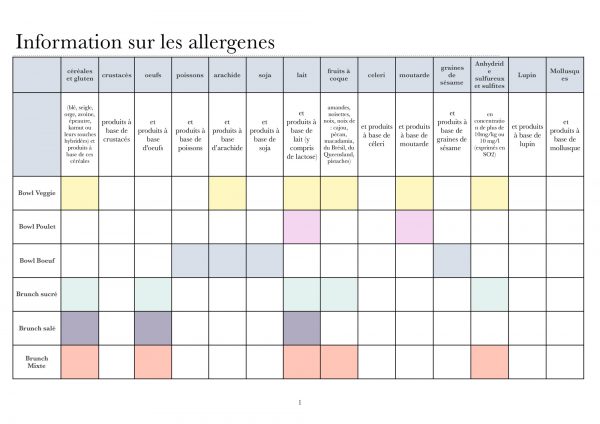 Information sur les allergenes
céréales et gluten
crustacés
oeufs
poissons
arachide
soja
lait
fruits à coque
celeri
moutarde
graines de sésame
Anhydrid e sulfureux et sulfites
Lupin
Mollusqu es
(blé, seigle, orge, avoine, épeautre, kamut ou leurs souches hybridées) et produits à base de ces céréales
produits à base de crustacés
et produits à base d'oeufs
et produits à base de poissons
et produits à base d'arachide
et produits à base de soja
et produits à base de lait (y compris de lactose)
amandes, noisettes, noix, noix de : cajou, pécan, macadamia, du Brésil, du Queensland, pistaches)
et produits à base de céleri
et produits à base de moutarde
et produits à base de graines de sésame
en concentratio n de plus de 10mg/kg ou 10 mg/l (exprimés en SO2)
et produits à base de lupin
et produits à base de mollusque
Bowl Veggie
Bowl Poulet
Bowl Boeuf
Brunch sucré
Brunch salé
Brunch Mixte
1